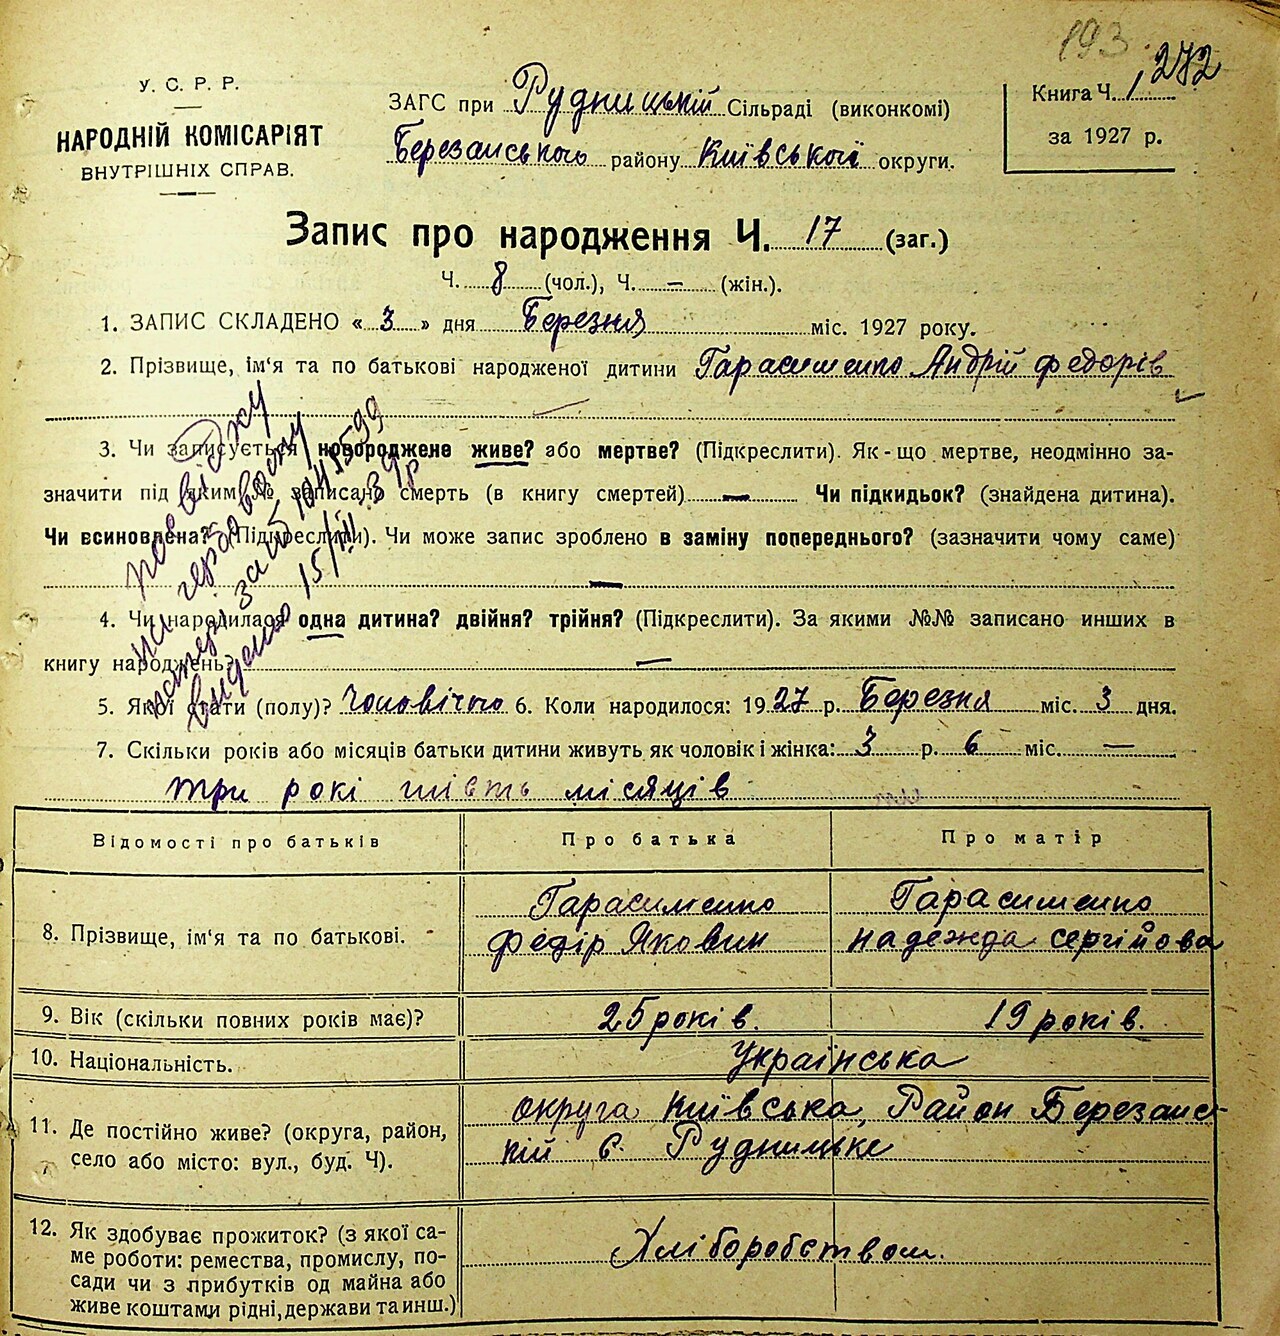 193
272
У. С. Р. Р.
НАРОДНІЙ КОМІСАРІЯТ
ВНУТРІШНІХ СПРАВ.
ЗАГС при Рудницькій Сільраді (виконкомі)
Березанського району Київської округи.
Книга Ч. 1
за 1927 р.
Запис про народження Ч. 17 (заг.)
Ч. 8 (чол.), Ч. — (жін.).
1. ЗАПИС СКЛАДЕНО « 3 » дня Березня міс. 1927 року.
2. Прізвище, ім'я та по батькові народженої дитини Гарасименко Андрій Федорів
3. Чи записується новороджене живе? або мертве? (Підкреслити). Як-що мертве, неодмінно за-
значити під яким № записано смерть (в книгу смертей) — Чи підкидьок? (знайдена дитина).
Чи всиновлена? (Підкреслити). Чи може запис зроблено в заміну попереднього? (зазначити чому саме)
—
4. Чи народилася одна дитина? двійня? трійня? (Підкреслити). За якими №№ записано инших в
книгу народжень? —
5. Якої стати (полу)? Чоловічно 6. Коли народилося: 1927 р. Березня міс. 3 дня.
7. Скільки років або місяців батьки дитини живуть як чоловік і жінка: 3 р. 6 міс. —
три рокі шість місяців
видано 15/III 39 р
Відомості про батьків Про батька Про матір
8. Прізвище, ім'я та по батькові. Гарасименко Федір Яковин Гарасименко Надежда Сергійова
9. Вік (скільки повних років має)? 25 років. 19 років.
10. Національність. Українська
11. Де постійно живе? (округа, район,
село або місто: вул., буд. Ч). округа Київська, Район Березанс-
кій с. Рудницьке
12. Як здобуває прожиток? (з якої са-
ме роботи: ремества, промислу, по-
сади чи з прибутків од майна або
живе коштами рідні, держави та инш.) Хліборобством.